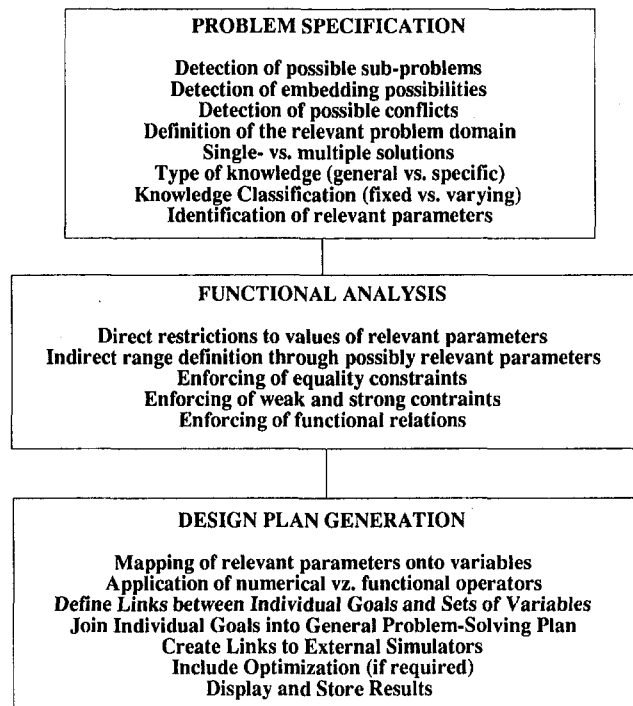 PROBLEM SPECIFICATION
Detection of possible sub-problems
Detection of embedding possibilities
Detection of possible conflicts
Definition of the relevant problem domain
Single- vs. multiple solutions
Type of knowledge (general vs. specific)
Knowledge Classification (fixed vs. varying)
Identification of relevant parameters
FUNCTIONAL ANALYSIS
Direct restrictions to values of relevant parameters
Indirect range definition through possibly relevant parameters
Enforcing of equality constraints
Enforcing of weak and strong contraints
Enforcing of functional relations
DESIGN PLAN GENERATION
Mapping of relevant parameters onto variables
Application of numerical vz. functional operators
Define Links between Individual Goals and Sets of Variables
Join Individual Goals into General Problem-Solving Plan
Create Links to External Simulators
Include Optimization (if required)
Display and Store Results